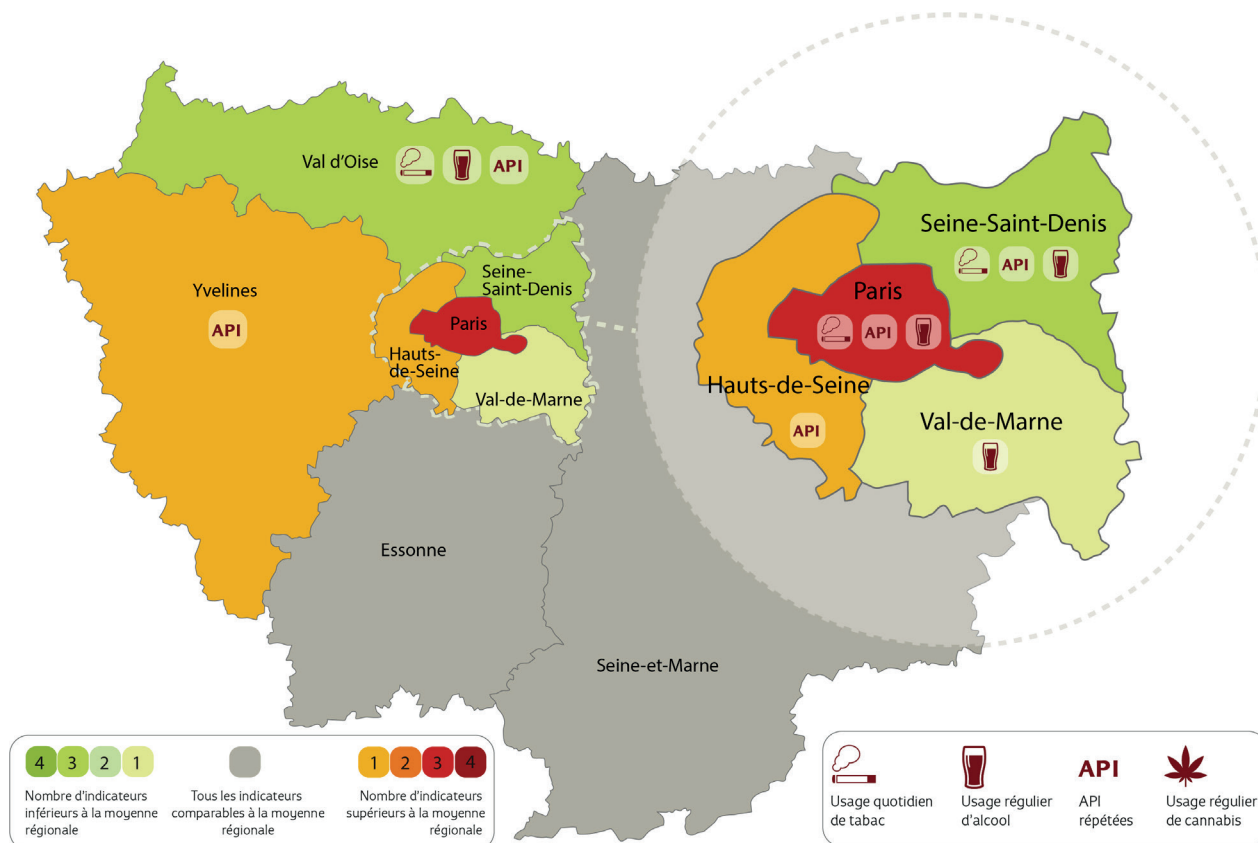 Val d'Oise
API
Yvelines
API
Seine-
Saint-Denis
Paris
Hauts-
de-Seine
Val-de-Marne
Essonne
Seine-et-Marne
Seine-Saint-Denis
API
Paris
API
Hauts-de-Seine
API
Val-de-Marne
4 3 2 1
Nombre d'indicateurs
inférieurs à la moyenne
régionale
Tous les indicateurs
comparables à la moyenne
régionale
1 2 3 4
Nombre d'indicateurs
supérieurs à la moyenne
régionale
Usage quotidien
de tabac
Usage régulier
d'alcool
API
API
répétées
Usage régulier
de cannabis